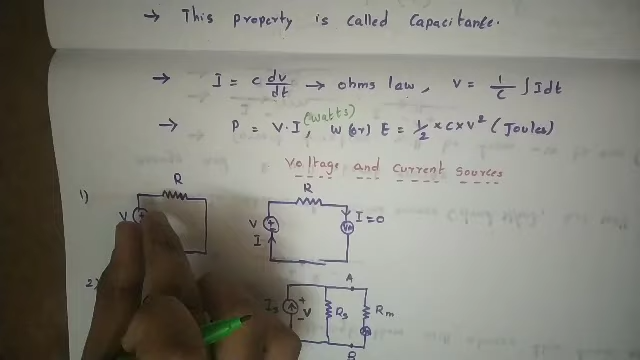 → This property is called Capacitance.
→ I = c dv/dt → ohms law, V = 1/C ∫ I dt
→ P = V·I, (watts) W (or) E = 1/2 × C × V² (Joules)
Voltage and Current Sources
1) V R
V R I I=0
2) Is + - V Rs A Rm B